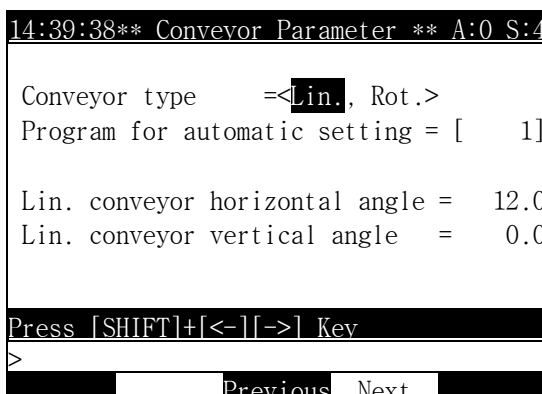 14:39:38** Conveyor Parameter ** A:0 S:4
Conveyor type =<Lin., Rot.>
Program for automatic setting = [ 1]
Lin. conveyor horizontal angle = 12.0
Lin. conveyor vertical angle = 0.0
Press [SHIFT]+[<-][->] Key
>
Previous Next